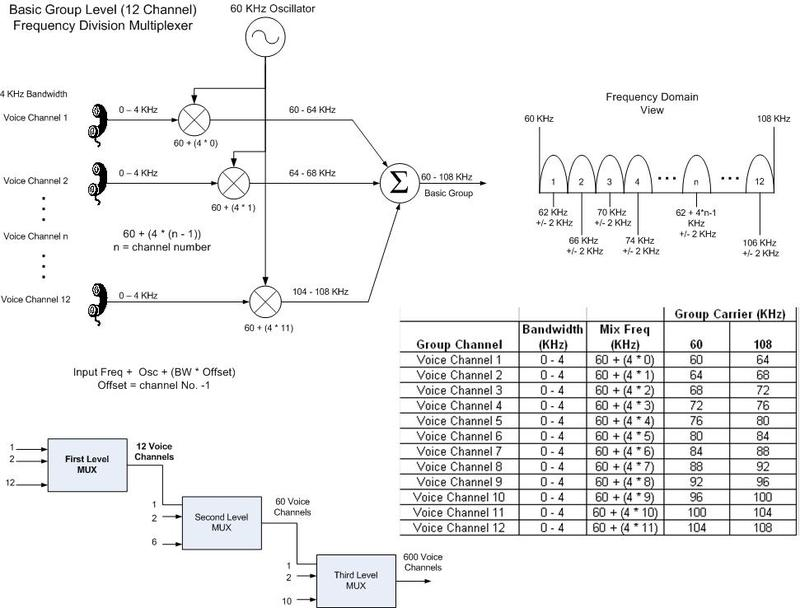 Basic Group Level (12 Channel)
Frequency Division Multiplexer
60 KHz Oscillator
4 KHz Bandwidth
Voice Channel 1
0 – 4 KHz
60 + (4 * 0)
60 - 64 KHz
Voice Channel 2
0 – 4 KHz
60 + (4 * 1)
64 - 68 KHz
Σ
60 - 108 KHz
Basic Group
Voice Channel n
60 + (4 * (n - 1))
n = channel number
Voice Channel 12
0 – 4 KHz
60 + (4 * 11)
104 - 108 KHz
Input Freq + Osc + (BW * Offset)
Offset = channel No. -1
Frequency Domain
View
60 KHz
108 KHz
1 2 3 4 ••• n ••• 12
62 KHz
+/- 2 KHz
66 KHz
+/- 2 KHz
70 KHz
+/- 2 KHz
74 KHz
+/- 2 KHz
62 + 4*n-1
KHz
+/- 2 KHz
106 KHz
+/- 2 KHz
Group Carrier (KHz)
Group Channel Bandwidth (KHz) Mix Freq (KHz) 60 108
Voice Channel 1 0 - 4 60 + (4 * 0) 60 64
Voice Channel 2 0 - 4 60 + (4 * 1) 64 68
Voice Channel 3 0 - 4 60 + (4 * 2) 68 72
Voice Channel 4 0 - 4 60 + (4 * 3) 72 76
Voice Channel 5 0 - 4 60 + (4 * 4) 76 80
Voice Channel 6 0 - 4 60 + (4 * 5) 80 84
Voice Channel 7 0 - 4 60 + (4 * 6) 84 88
Voice Channel 8 0 - 4 60 + (4 * 7) 88 92
Voice Channel 9 0 - 4 60 + (4 * 8) 92 96
Voice Channel 10 0 - 4 60 + (4 * 9) 96 100
Voice Channel 11 0 - 4 60 + (4 * 10) 100 104
Voice Channel 12 0 - 4 60 + (4 * 11) 104 108
1
2
12
First Level
MUX
12 Voice
Channels
1
2
6
Second Level
MUX
60 Voice
Channels
1
2
10
Third Level
MUX
600 Voice
Channels